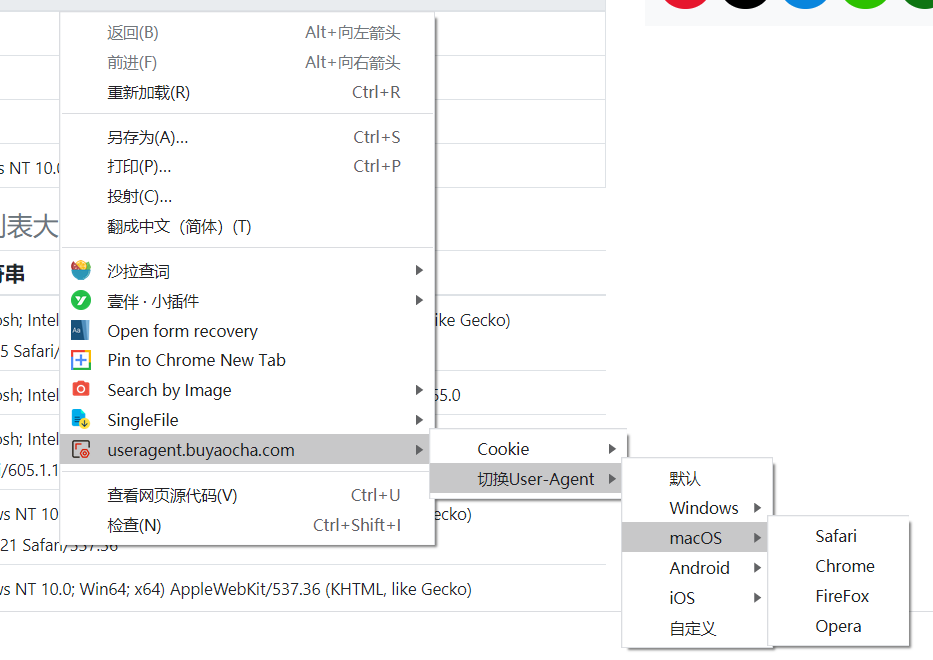 返回(B) Alt+向左箭头
前进(F) Alt+向右箭头
重新加载(R) Ctrl+R
另存为(A)... Ctrl+S
s NT 10.0
打印(P)... Ctrl+P
投射(C)...
翻成中文（简体）(T)
列表大
符串
沙拉查词
壹伴 · 小插件
osh; Intel
ike Gecko)
Open form recovery
5 Safari/
Pin to Chrome New Tab
osh; Intel
Search by Image
55.0
SingleFile
osh; Intel
useragent.buyaocha.com
Cookie
/605.1.1
切换User-Agent
默认
查看网页源代码(V) Ctrl+U
Windows
vs NT 10
ecko)
检查(N) Ctrl+Shift+I
macOS
Safari
21 Safari/537.36
Chrome
Android
vs NT 10.0; Win64; x64) AppleWebKit/537.36 (KHTML, like Gecko)
FireFox
iOS
Opera
自定义